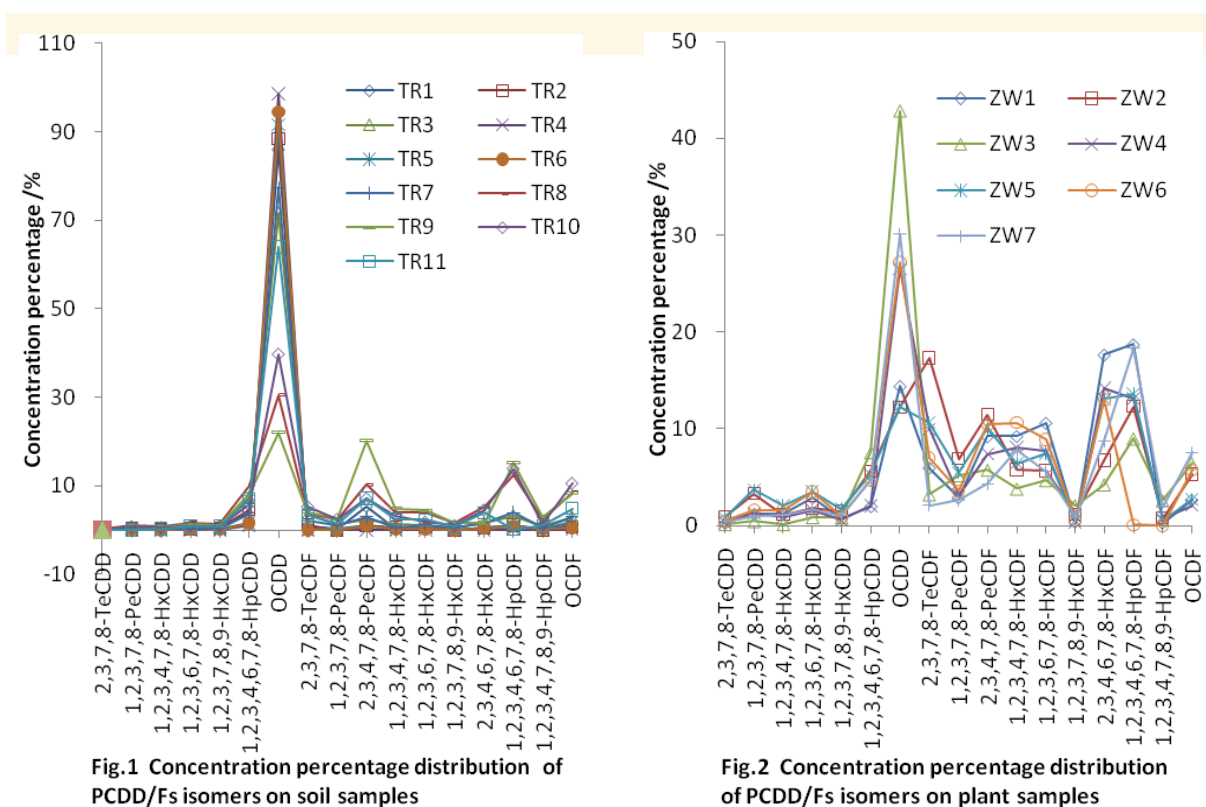 110
90
70
50
30
10
-10
Concentration percentage /%
TR1
TR2
TR3
TR4
TR5
TR6
TR7
TR8
TR9
TR10
TR11
2,3,7,8-TeCDD
1,2,3,7,8-PeCDD
1,2,3,4,7,8-HxCDD
1,2,3,6,7,8-HxCDD
1,2,3,7,8,9-HxCDD
1,2,3,4,6,7,8-HpCDD
OCDD
2,3,7,8-TeCDF
1,2,3,7,8-PeCDF
2,3,4,7,8-PeCDF
1,2,3,4,7,8-HxCDF
1,2,3,6,7,8-HxCDF
1,2,3,7,8,9-HxCDF
2,3,4,6,7,8-HxCDF
1,2,3,4,6,7,8-HpCDF
1,2,3,4,7,8,9-HpCDF
OCDF
Fig.1 Concentration percentage distribution of
PCDD/Fs isomers on soil samples
50
40
30
20
10
0
Concentration percentage /%
ZW1
ZW2
ZW3
ZW4
ZW5
ZW6
ZW7
2,3,7,8-TeCDD
1,2,3,7,8-PeCDD
1,2,3,4,7,8-HxCDD
1,2,3,6,7,8-HxCDD
1,2,3,7,8,9-HxCDD
1,2,3,4,6,7,8-HpCDD
OCDD
2,3,7,8-TeCDF
1,2,3,7,8-PeCDF
2,3,4,7,8-PeCDF
1,2,3,4,7,8-HxCDF
1,2,3,6,7,8-HxCDF
1,2,3,7,8,9-HxCDF
2,3,4,6,7,8-HxCDF
1,2,3,4,6,7,8-HpCDF
1,2,3,4,7,8,9-HpCDF
OCDF
Fig.2 Concentration percentage distribution
of PCDD/Fs isomers on plant samples